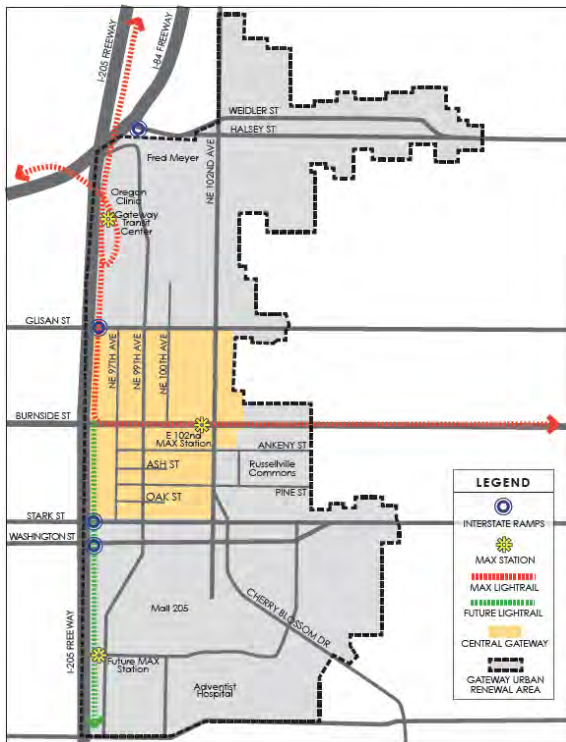 I-205 FREEWAY
I-84 FREEWAY
WEIDLER ST
HALSEY ST
Fred Meyer
NE 102ND AVE
Oregon
Clinic
Gateway
Transit
Center
GLISAN ST
NE 97TH AVE
NE 99TH AVE
NE 100TH AVE
BURNSIDE ST
E 102nd
MAX Station
ANKENY ST
ASH ST
Russellville
Commons
OAK ST
PINE ST
STARK ST
WASHINGTON ST
Mall 205
CHERRY BLOSSOM DR
I-205 FREEWAY
Future MAX
Station
Adventist
Hospital
LEGEND
INTERSTATE RAMPS
MAX STATION
MAX LIGHTRAIL
FUTURE LIGHTRAIL
CENTRAL GATEWAY
GATEWAY URBAN
RENEWAL AREA